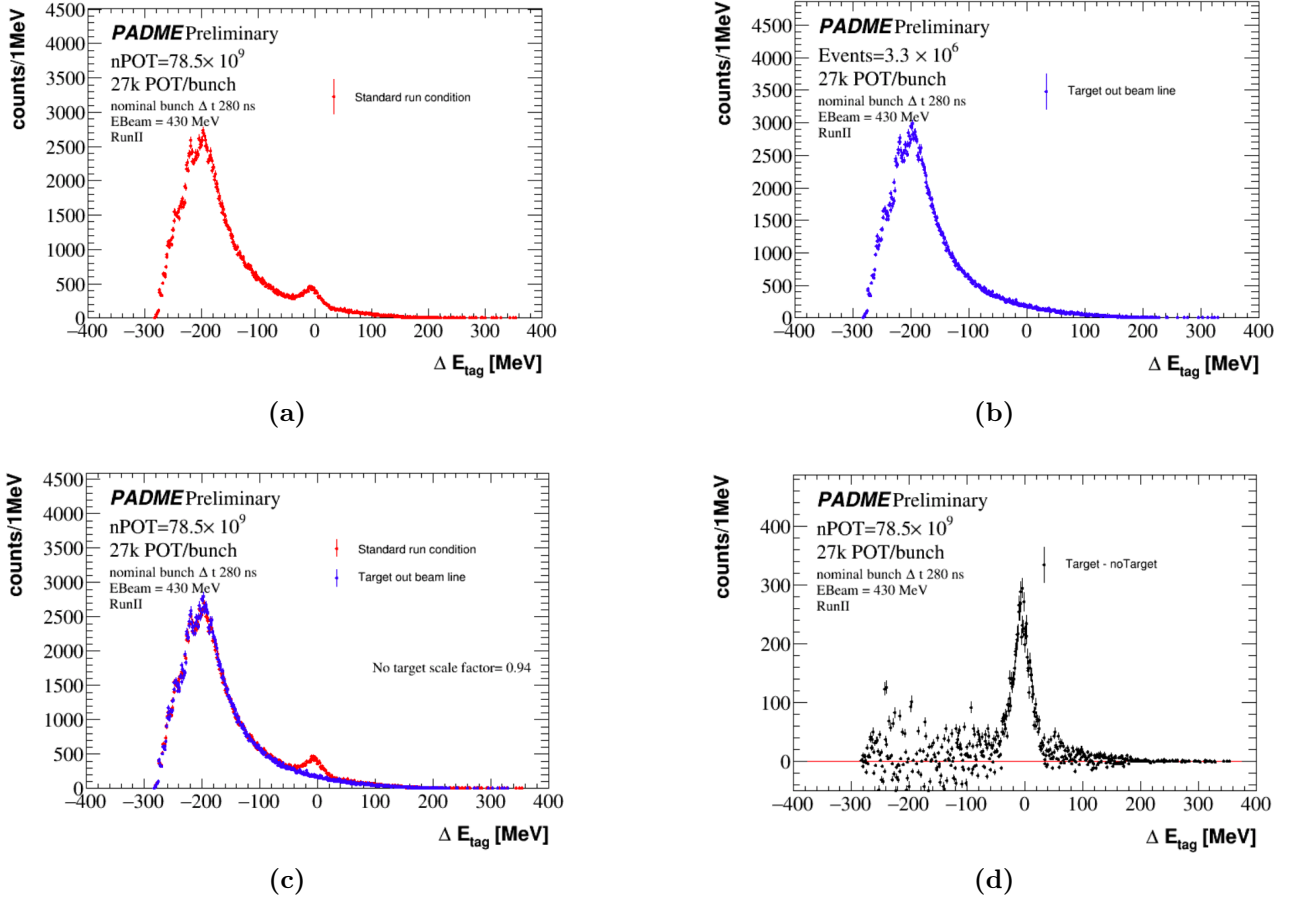 counts/1MeV
4500
4000
3500
3000
2500
2000
1500
1000
500
0
PADME Preliminary
nPOT=78.5× 10^9
27k POT/bunch
nominal bunch Δ t 280 ns
EBeam = 430 MeV
RunII
Standard run condition
−400 −300 −200 −100 0 100 200 300 400
Δ E_tag [MeV]
(a)
counts/1MeV
4500
4000
3500
3000
2500
2000
1500
1000
500
0
PADME Preliminary
Events=3.3 × 10^6
27k POT/bunch
nominal bunch Δ t 280 ns
EBeam = 430 MeV
RunII
Target out beam line
−400 −300 −200 −100 0 100 200 300 400
Δ E_tag [MeV]
(b)
counts/1MeV
4500
4000
3500
3000
2500
2000
1500
1000
500
0
PADME Preliminary
nPOT=78.5× 10^9
27k POT/bunch
nominal bunch Δ t 280 ns
EBeam = 430 MeV
RunII
Standard run condition
Target out beam line
No target scale factor= 0.94
−400 −300 −200 −100 0 100 200 300 400
Δ E_tag [MeV]
(c)
counts/1MeV
400
300
200
100
0
PADME Preliminary
nPOT=78.5× 10^9
27k POT/bunch
nominal bunch Δ t 280 ns
EBeam = 430 MeV
RunII
Target - noTarget
−400 −300 −200 −100 0 100 200 300 400
Δ E_tag [MeV]
(d)